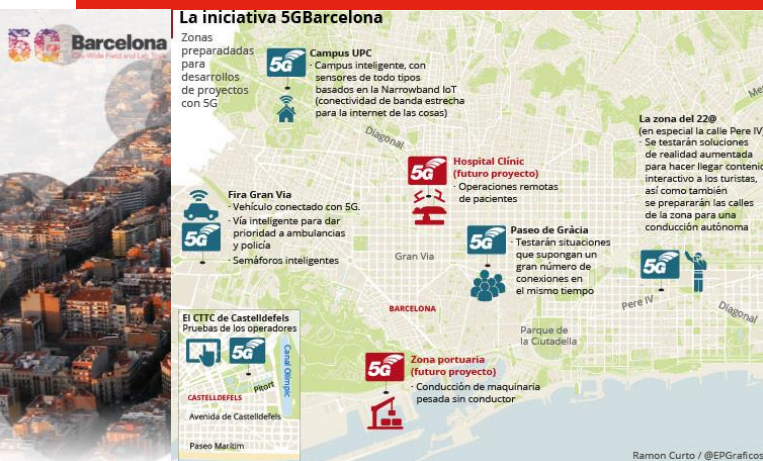 La iniciativa 5GBarcelona
5G Barcelona
Zonas
preparadadas
para
desarrollos
de proyectos
con 5G
5G
Campus UPC
· Campus inteligente, con
sensores de todo tipos
basados en la Narrowband IoT
(conectividad de banda estrecha
para la internet de las cosas)
Diagonal
La zona del 22@
(en especial la calle Pere IV)
· Se testarán soluciones
de realidad aumentada
para hacer llegar contenid
interactivo a los turistas,
así como también
se prepararán las calles
de la zona para una
conducción autónoma
5G
5G
Hospital Clínic
(futuro proyecto)
· Operaciones remotas
de pacientes
Fira Gran Via
· Vehículo conectado con 5G.
· Vía inteligente para dar
prioridad a ambulancias
y policía
· Semáforos inteligentes
5G
5G
Paseo de Gràcia
· Testarán situaciones
que supongan un
gran número de
conexiones en
el mismo tiempo
Gran Via
Pere IV
Diagonal
BARCELONA
Parque de
la Ciutadella
El CTTC de Castelldefels
Pruebas de los operadores
5G
Canal Olímpic
Pitort
CASTELLDEFELS
Avenida de Castelldefels
Paseo Marítim
5G
Zona portuaria
(futuro proyecto)
· Conducción de maquinaria
pesada sin conductor
Ramon Curto / @EPGraficos